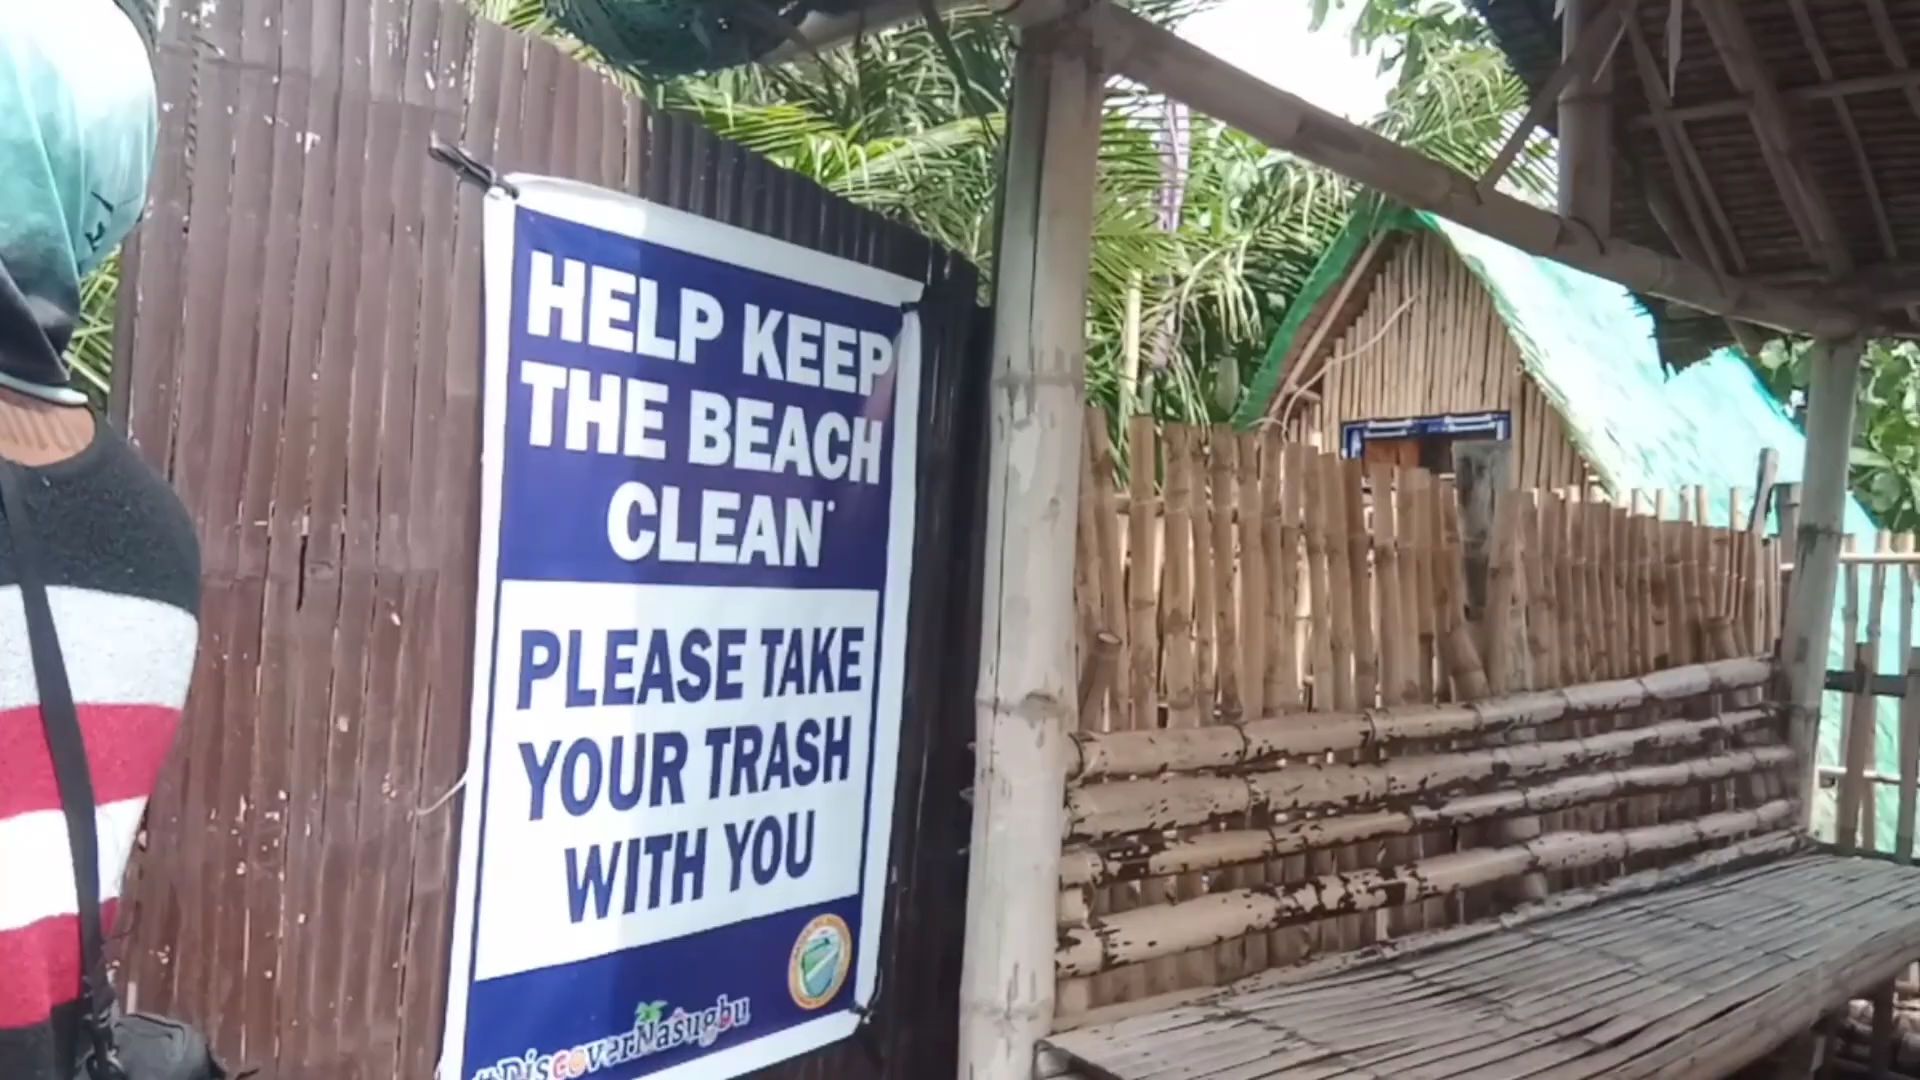 HELP KEEP
THE BEACH
CLEAN
PLEASE TAKE
YOUR TRASH
WITH YOU
#DiscoverNasugbu